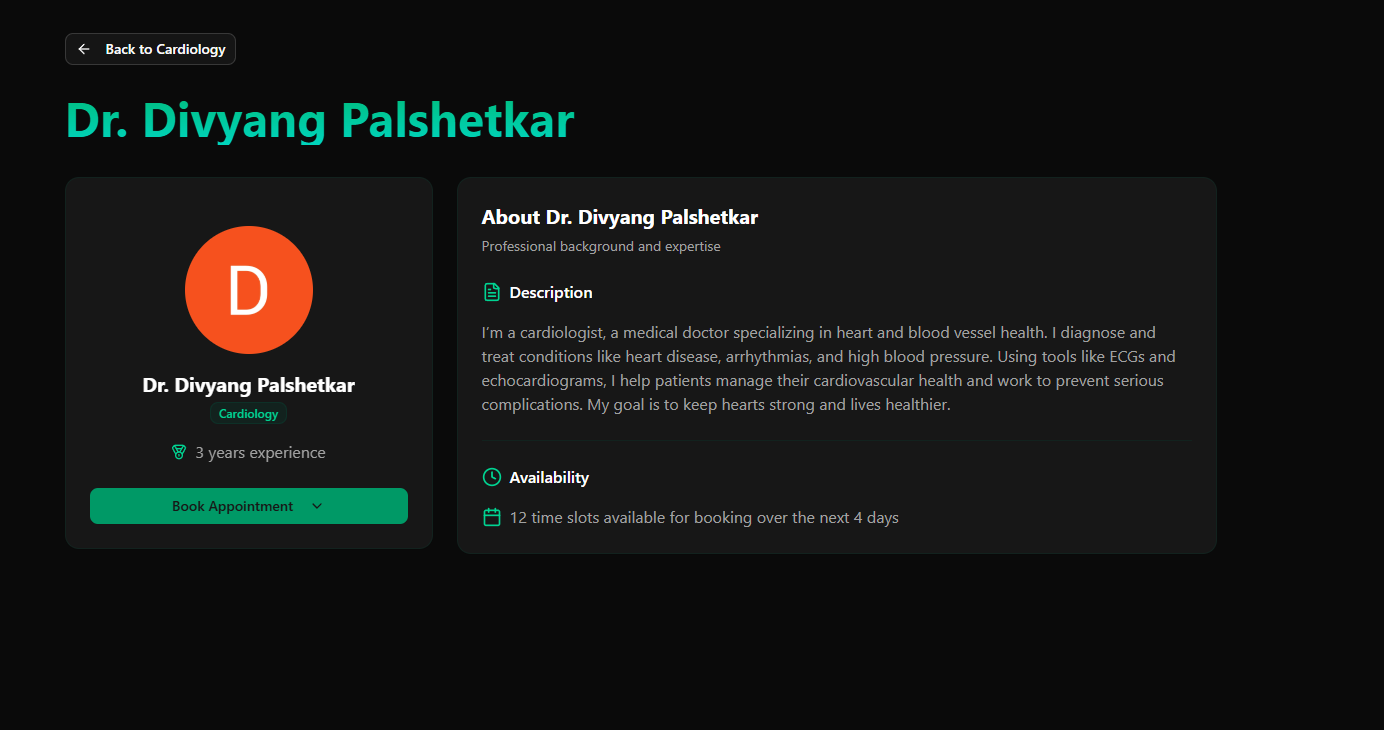 Back to Cardiology
Dr. Divyang Palshetkar
D
Dr. Divyang Palshetkar
Cardiology
3 years experience
Book Appointment
About Dr. Divyang Palshetkar
Professional background and expertise
Description
I'm a cardiologist, a medical doctor specializing in heart and blood vessel health. I diagnose and
treat conditions like heart disease, arrhythmias, and high blood pressure. Using tools like ECGs and
echocardiograms, I help patients manage their cardiovascular health and work to prevent serious
complications. My goal is to keep hearts strong and lives healthier.
Availability
12 time slots available for booking over the next 4 days